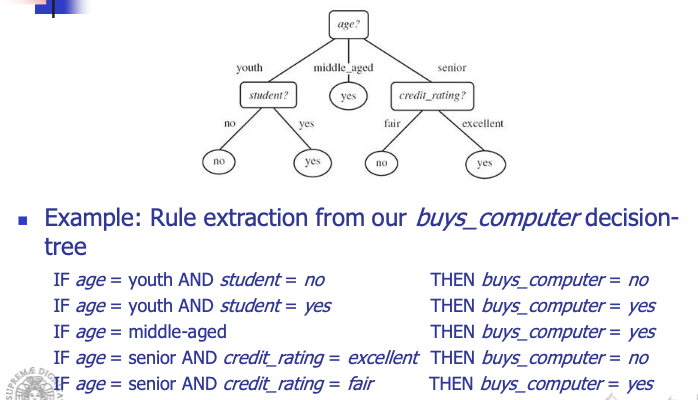 age?
youth middle_aged senior
student? yes credit_rating?
no yes fair excellent
no yes no yes
Example: Rule extraction from our buys_computer decision-
tree
IF age = youth AND student = no THEN buys_computer = no
IF age = youth AND student = yes THEN buys_computer = yes
IF age = middle-aged THEN buys_computer = yes
IF age = senior AND credit_rating = excellent THEN buys_computer = no
IF age = senior AND credit_rating = fair THEN buys_computer = yes